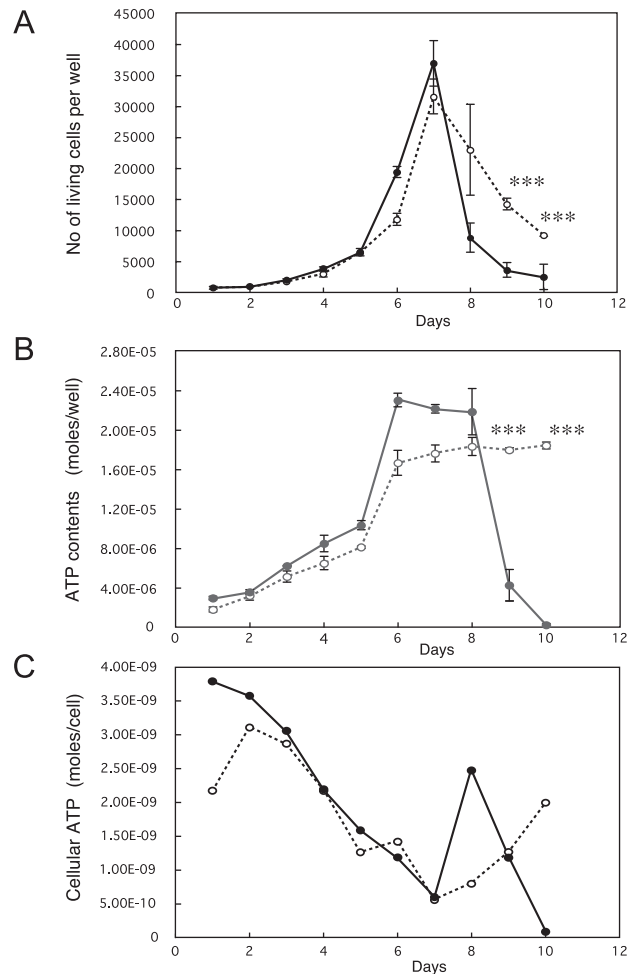 A
No of living cells per well
45000
40000
35000
30000
25000
20000
15000
10000
5000
0
***
***
0 2 4 6 8 10 12
Days
B
ATP contents (moles/well)
2.80E-05
2.40E-05
2.00E-05
1.60E-05
1.20E-05
8.00E-06
4.00E-06
0
*** ***
0 2 4 6 8 10 12
Days
C
Cellular ATP (moles/cell)
4.00E-09
3.50E-09
3.00E-09
2.50E-09
2.00E-09
1.50E-09
1.00E-09
5.00E-10
0
0 2 4 6 8 10 12
Days